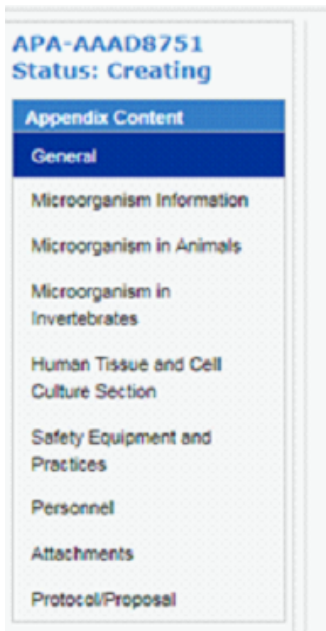 APA-AAAD8751
Status: Creating
Appendix Content
General
Microorganism Information
Microorganism in Animals
Microorganism in
Invertebrates
Human Tissue and Cell
Culture Section
Safety Equipment and
Practices
Personnel
Attachments
Protocol/Proposal